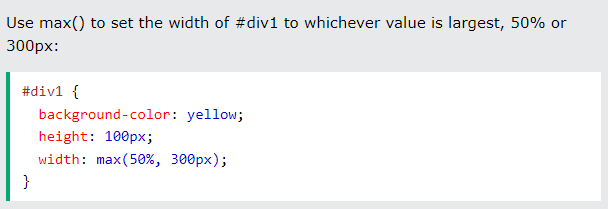 Use max() to set the width of #div1 to whichever value is largest, 50% or
300px:
#div1 {
  background-color: yellow;
  height: 100px;
  width: max(50%, 300px);
}